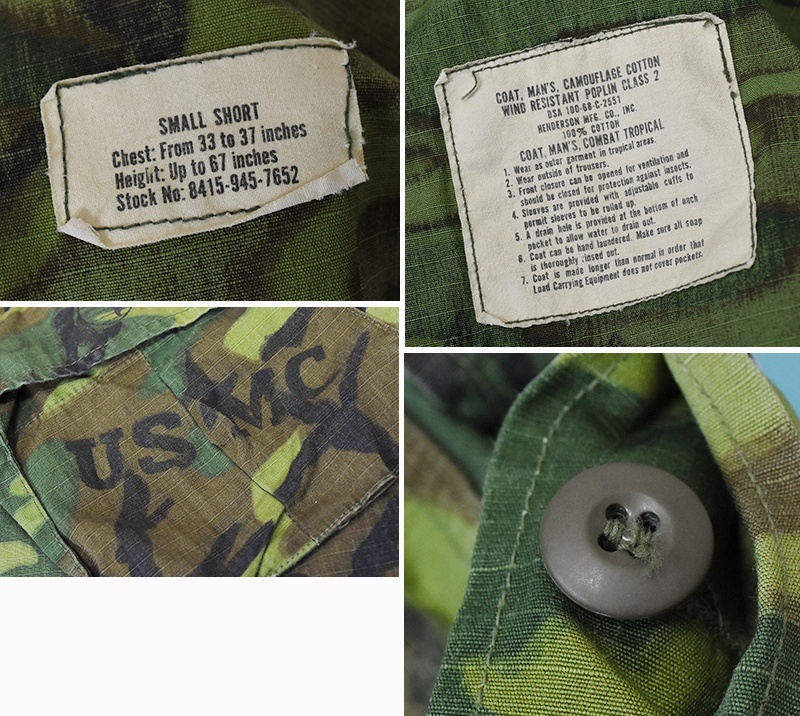 SMALL SHORT
Chest: From 33 to 37 inches
Height: Up to 67 inches
Stock No: 8415-945-7652
COAT, MAN'S, CAMOUFLAGE COTTON
WIND RESISTANT POPLIN CLASS 2
DSA 100-68-C-2951
HENDERSON MFG. CO., INC.
100% COTTON
COAT, MAN'S, COMBAT TROPICAL
1. Wear as outer garment in tropical areas.
2. Wear outside of trousers.
3. Front closure can be opened for ventilation and
should be closed for protection against insects.
4. Sleeves are provided with adjustable cuffs to
permit sleeves to be rolled up.
5. A drain hole is provided at the bottom of each
pocket to allow water to drain out.
6. Coat can be hand laundered. Make sure all soap
is thoroughly rinsed out.
7. Coat is made longer than normal in order that
Load Carrying Equipment does not cover pockets.
USMC